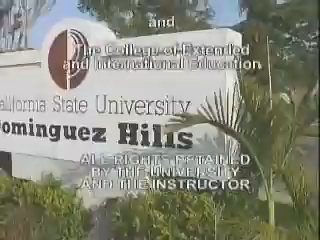 and
The College of Extended
and International Education
alifornia State University
Dominguez Hills
ALL RIGHTS RETAINED
BY THE UNIVERSITY
AND THE INSTRUCTOR